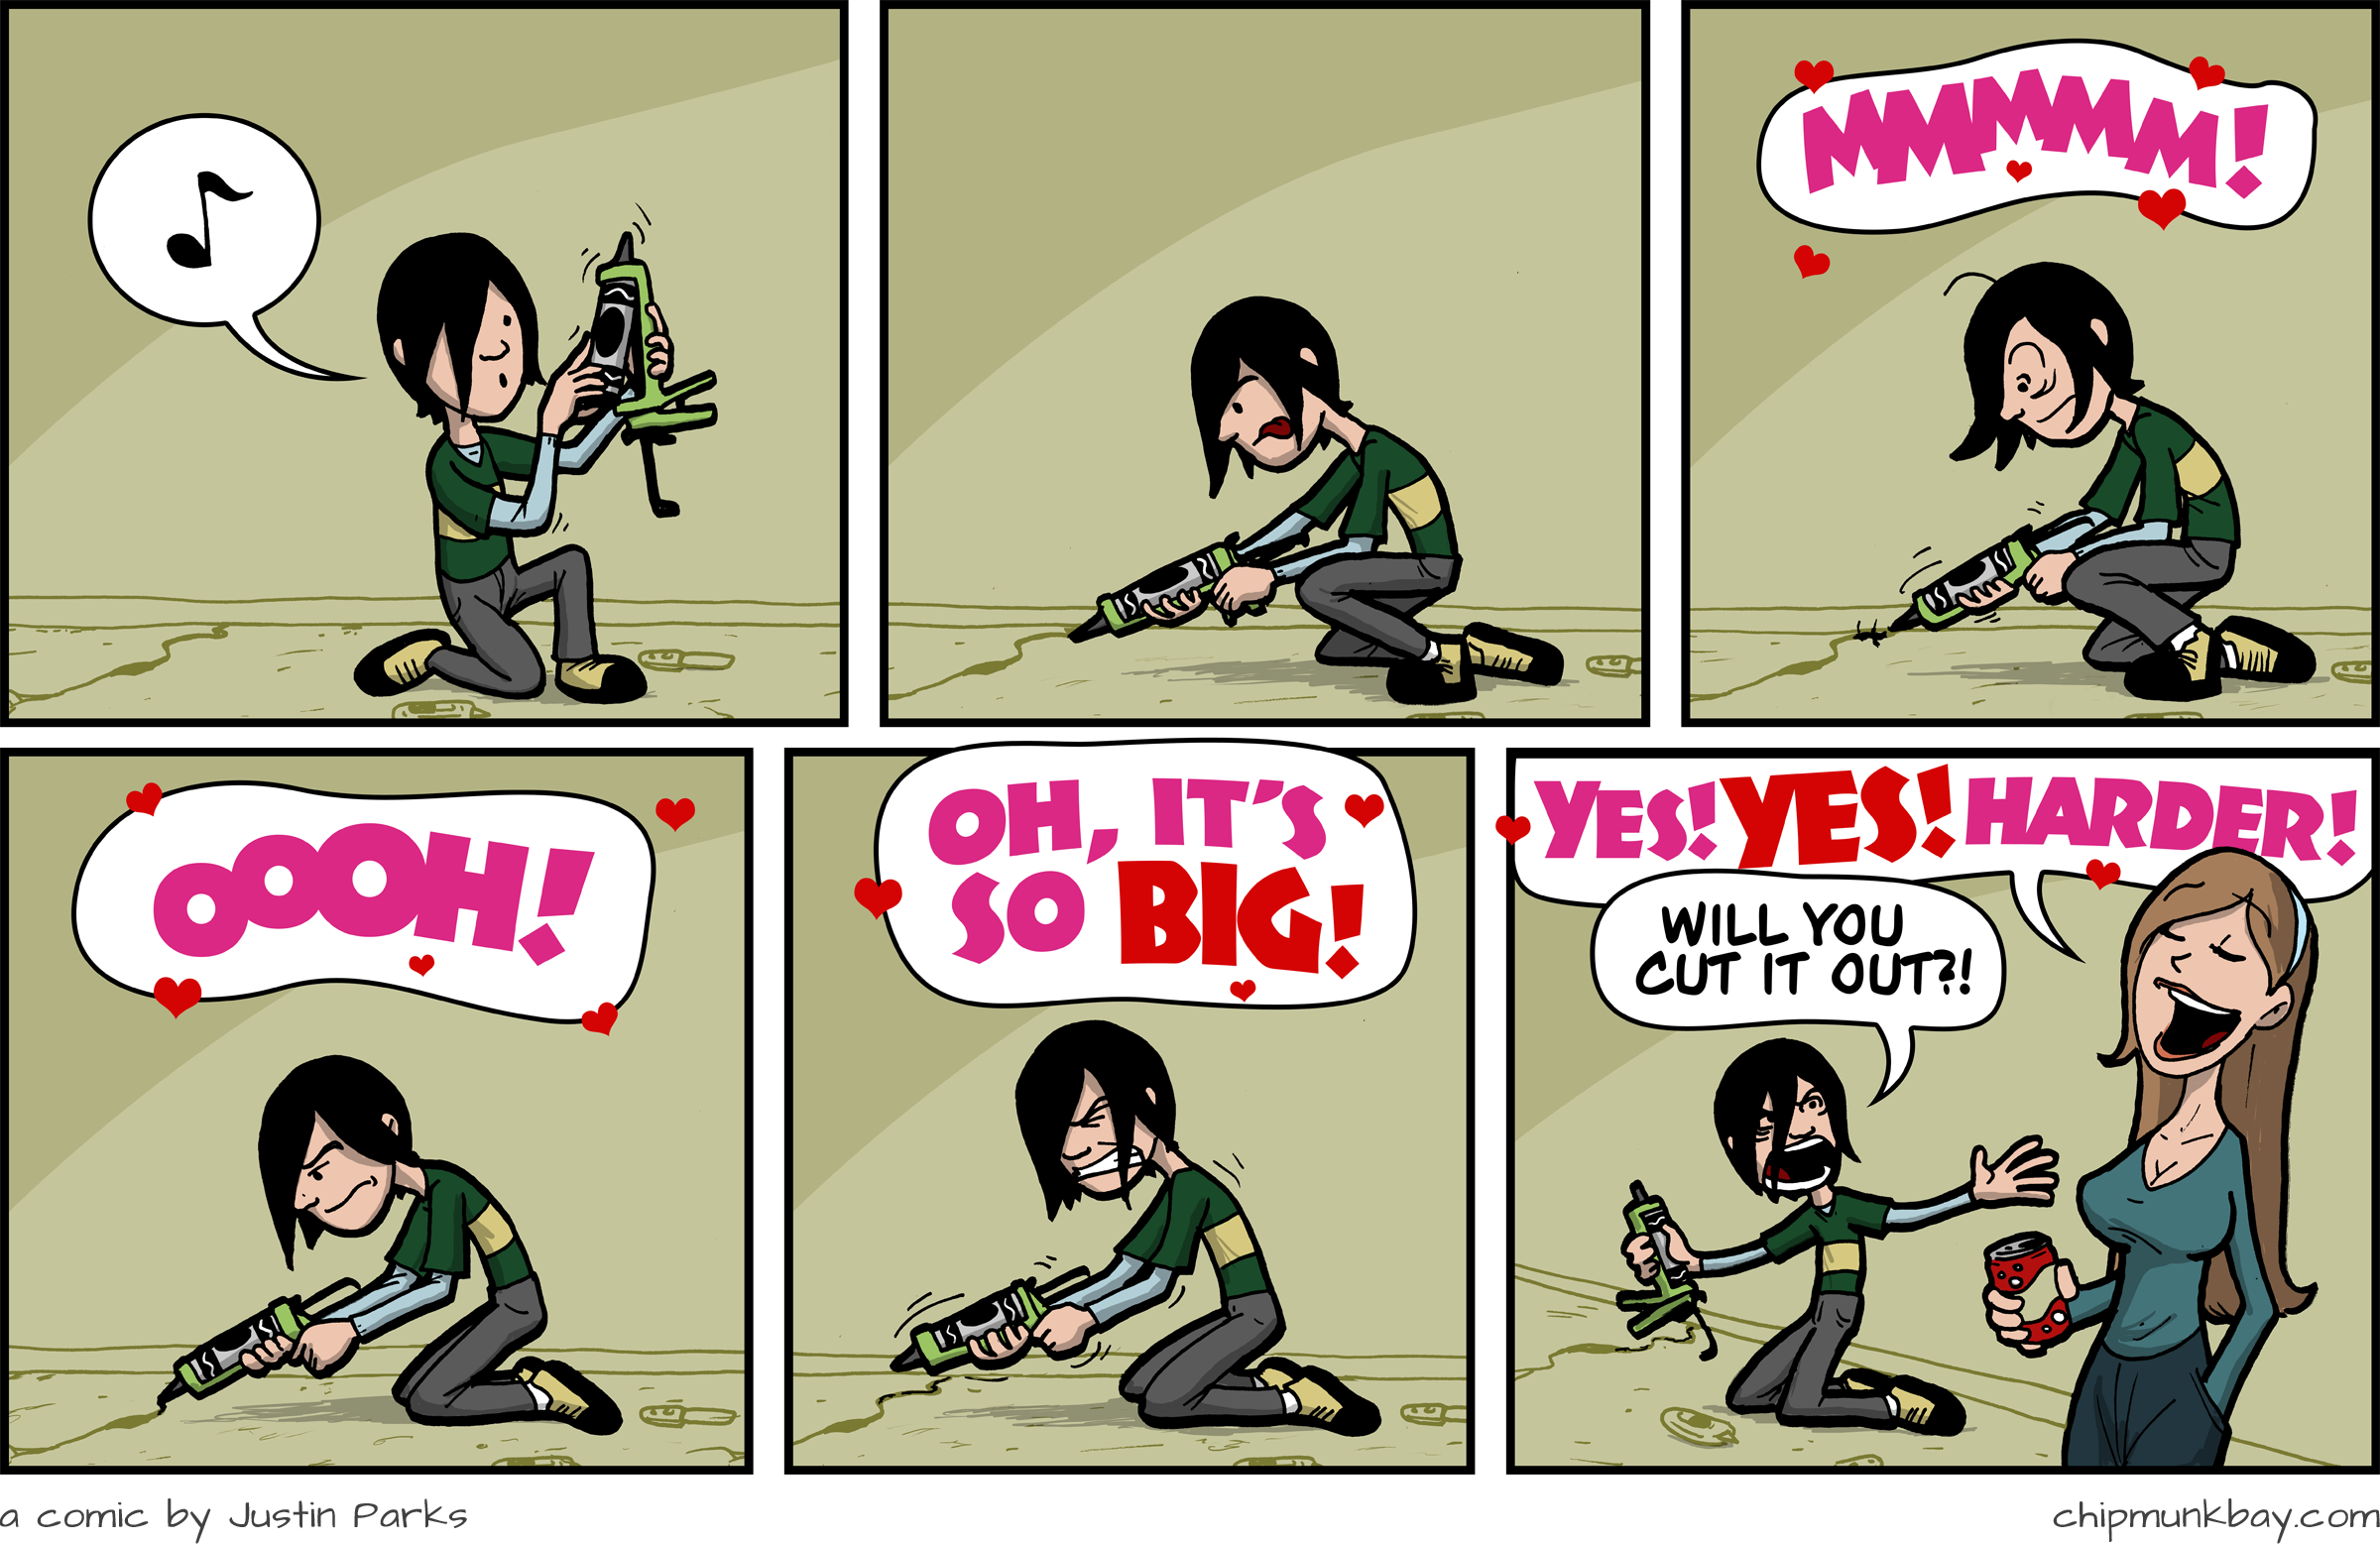 MMMMMM!
OOOH!
OH, IT'S
SO BIG!
YES! YES! HARDER!
WILL YOU
CUT IT OUT?!
a comic by Justin Parks
chipmunkbay.com